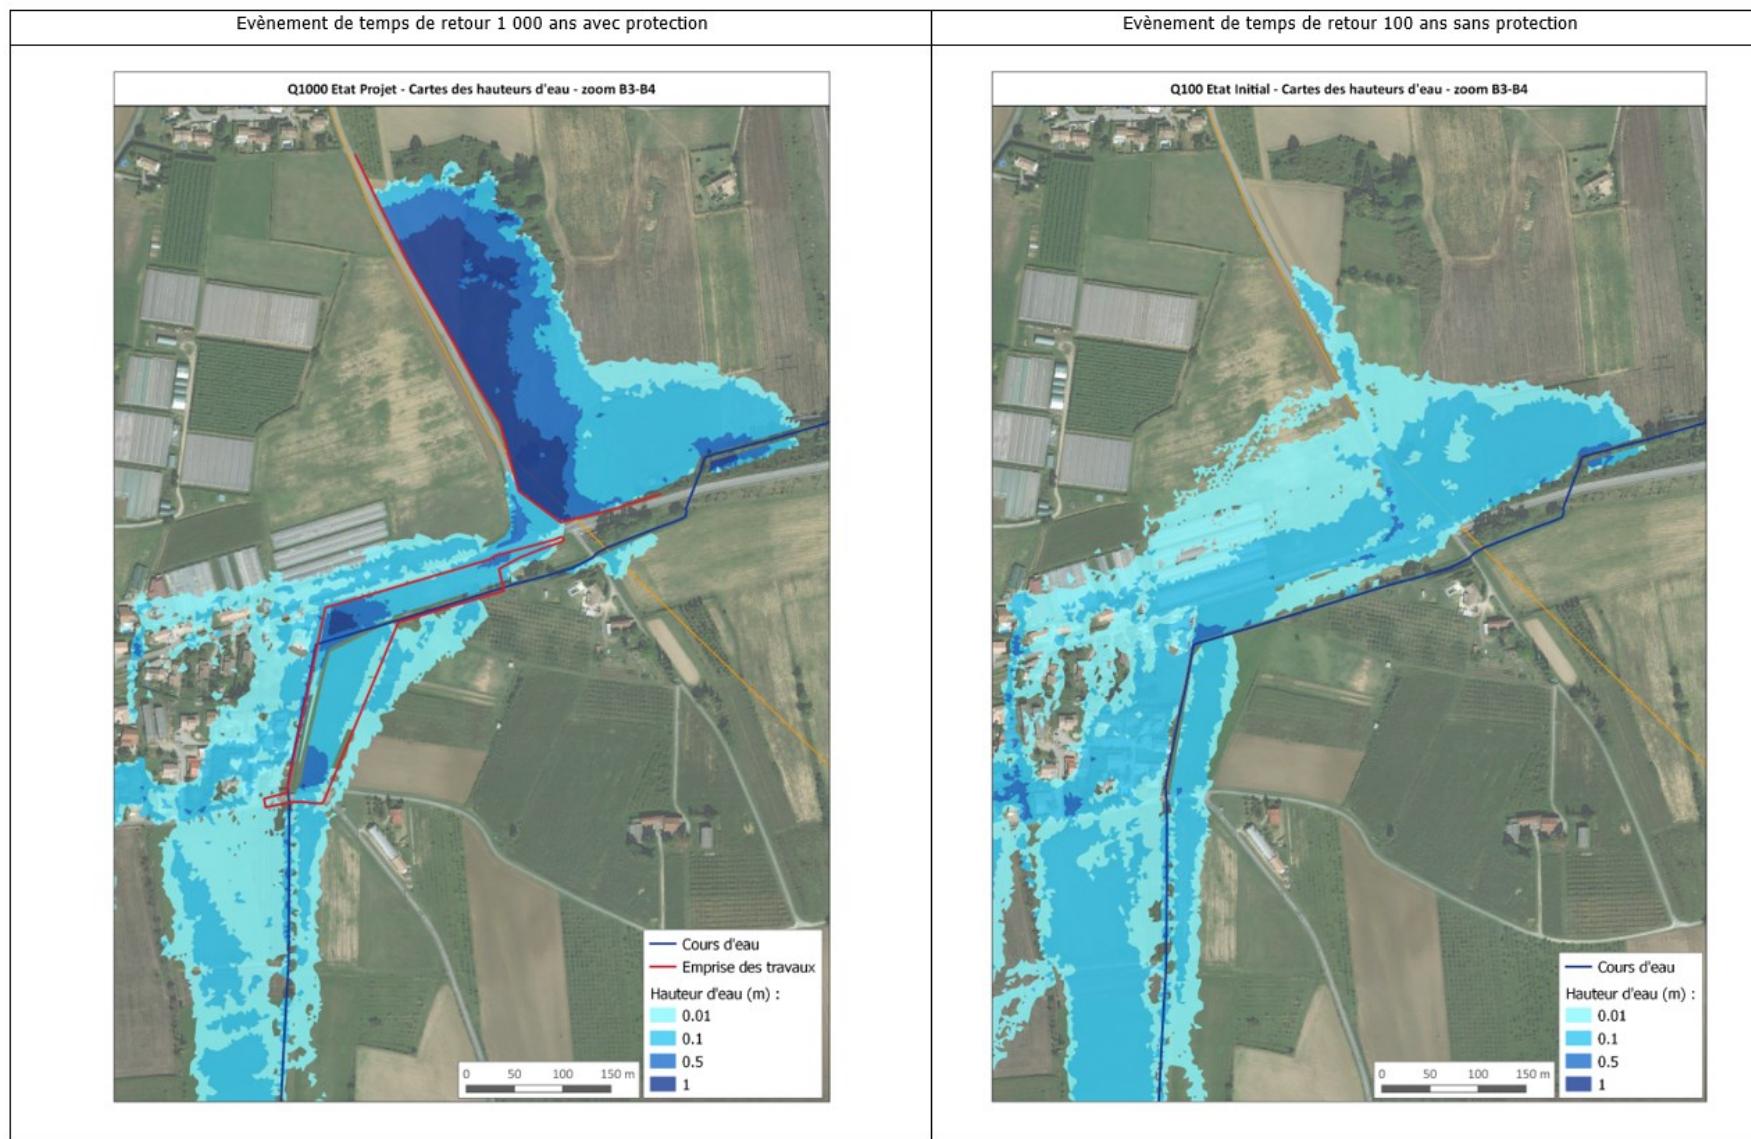 Evènement de temps de retour 1 000 ans avec protection
Evènement de temps de retour 100 ans sans protection
Q1000 Etat Projet - Cartes des hauteurs d'eau - zoom B3-B4
Cours d'eau
Emprise des travaux
Hauteur d'eau (m) :
0.01
0.1
0.5
1
0 50 100 150 m
Q100 Etat Initial - Cartes des hauteurs d'eau - zoom B3-B4
Cours d'eau
Hauteur d'eau (m) :
0.01
0.1
0.5
1
0 50 100 150 m